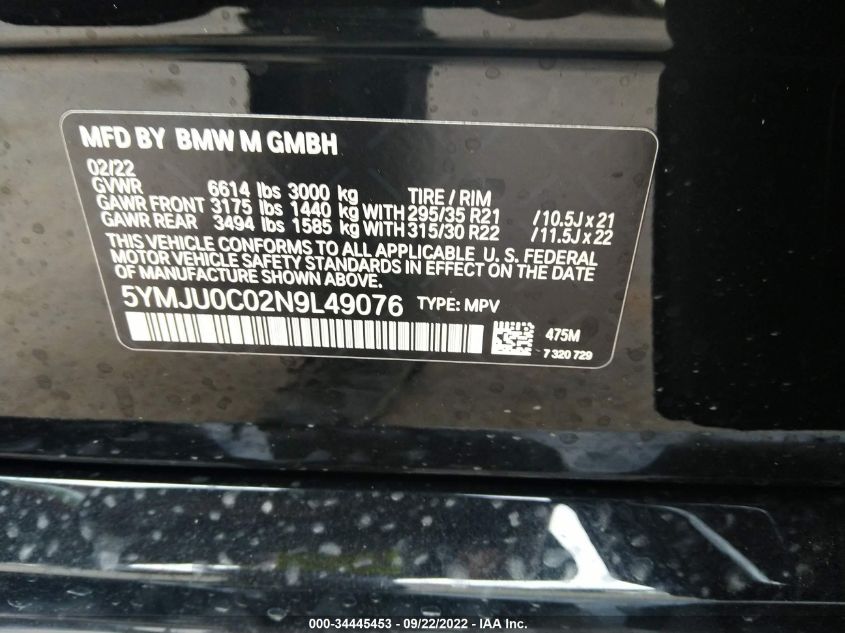 MFD BY BMW M GMBH
02/22
GVWR 6614 lbs 3000 kg TIRE / RIM
GAWR FRONT 3175 lbs 1440 kg WITH 295/35 R21 /10.5J x 21
GAWR REAR 3494 lbs 1585 kg WITH 315/30 R22 /11.5J x 22
THIS VEHICLE CONFORMS TO ALL APPLICABLE U. S. FEDERAL
MOTOR VEHICLE SAFETY STANDARDS IN EFFECT ON THE DATE
OF MANUFACTURE SHOWN ABOVE.
5YMJU0C02N9L49076 TYPE: MPV
475M
7 320 729
000-34445453 - 09/22/2022 - IAA Inc.